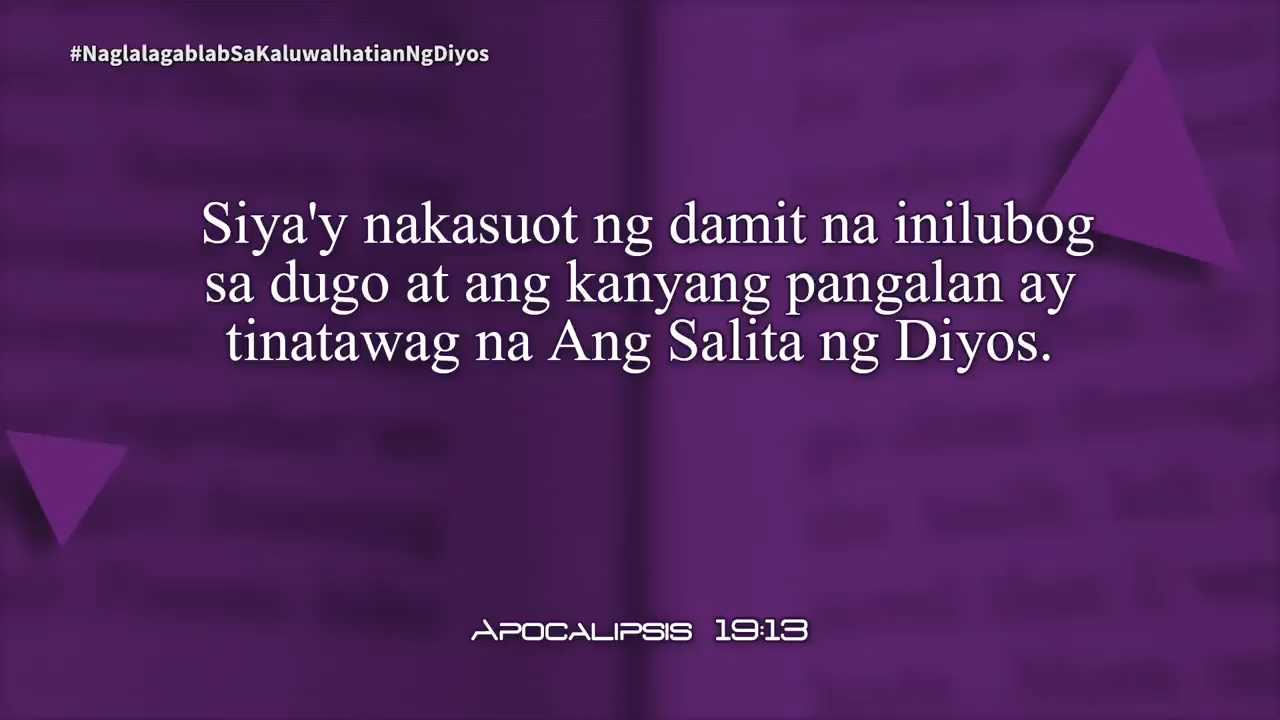 #NaglalagablabSaKaluwalhatianNgDiyos
Siya'y nakasuot ng damit na inilubog
sa dugo at ang kanyang pangalan ay
tinatawag na Ang Salita ng Diyos.
Apocalipsis 19:13